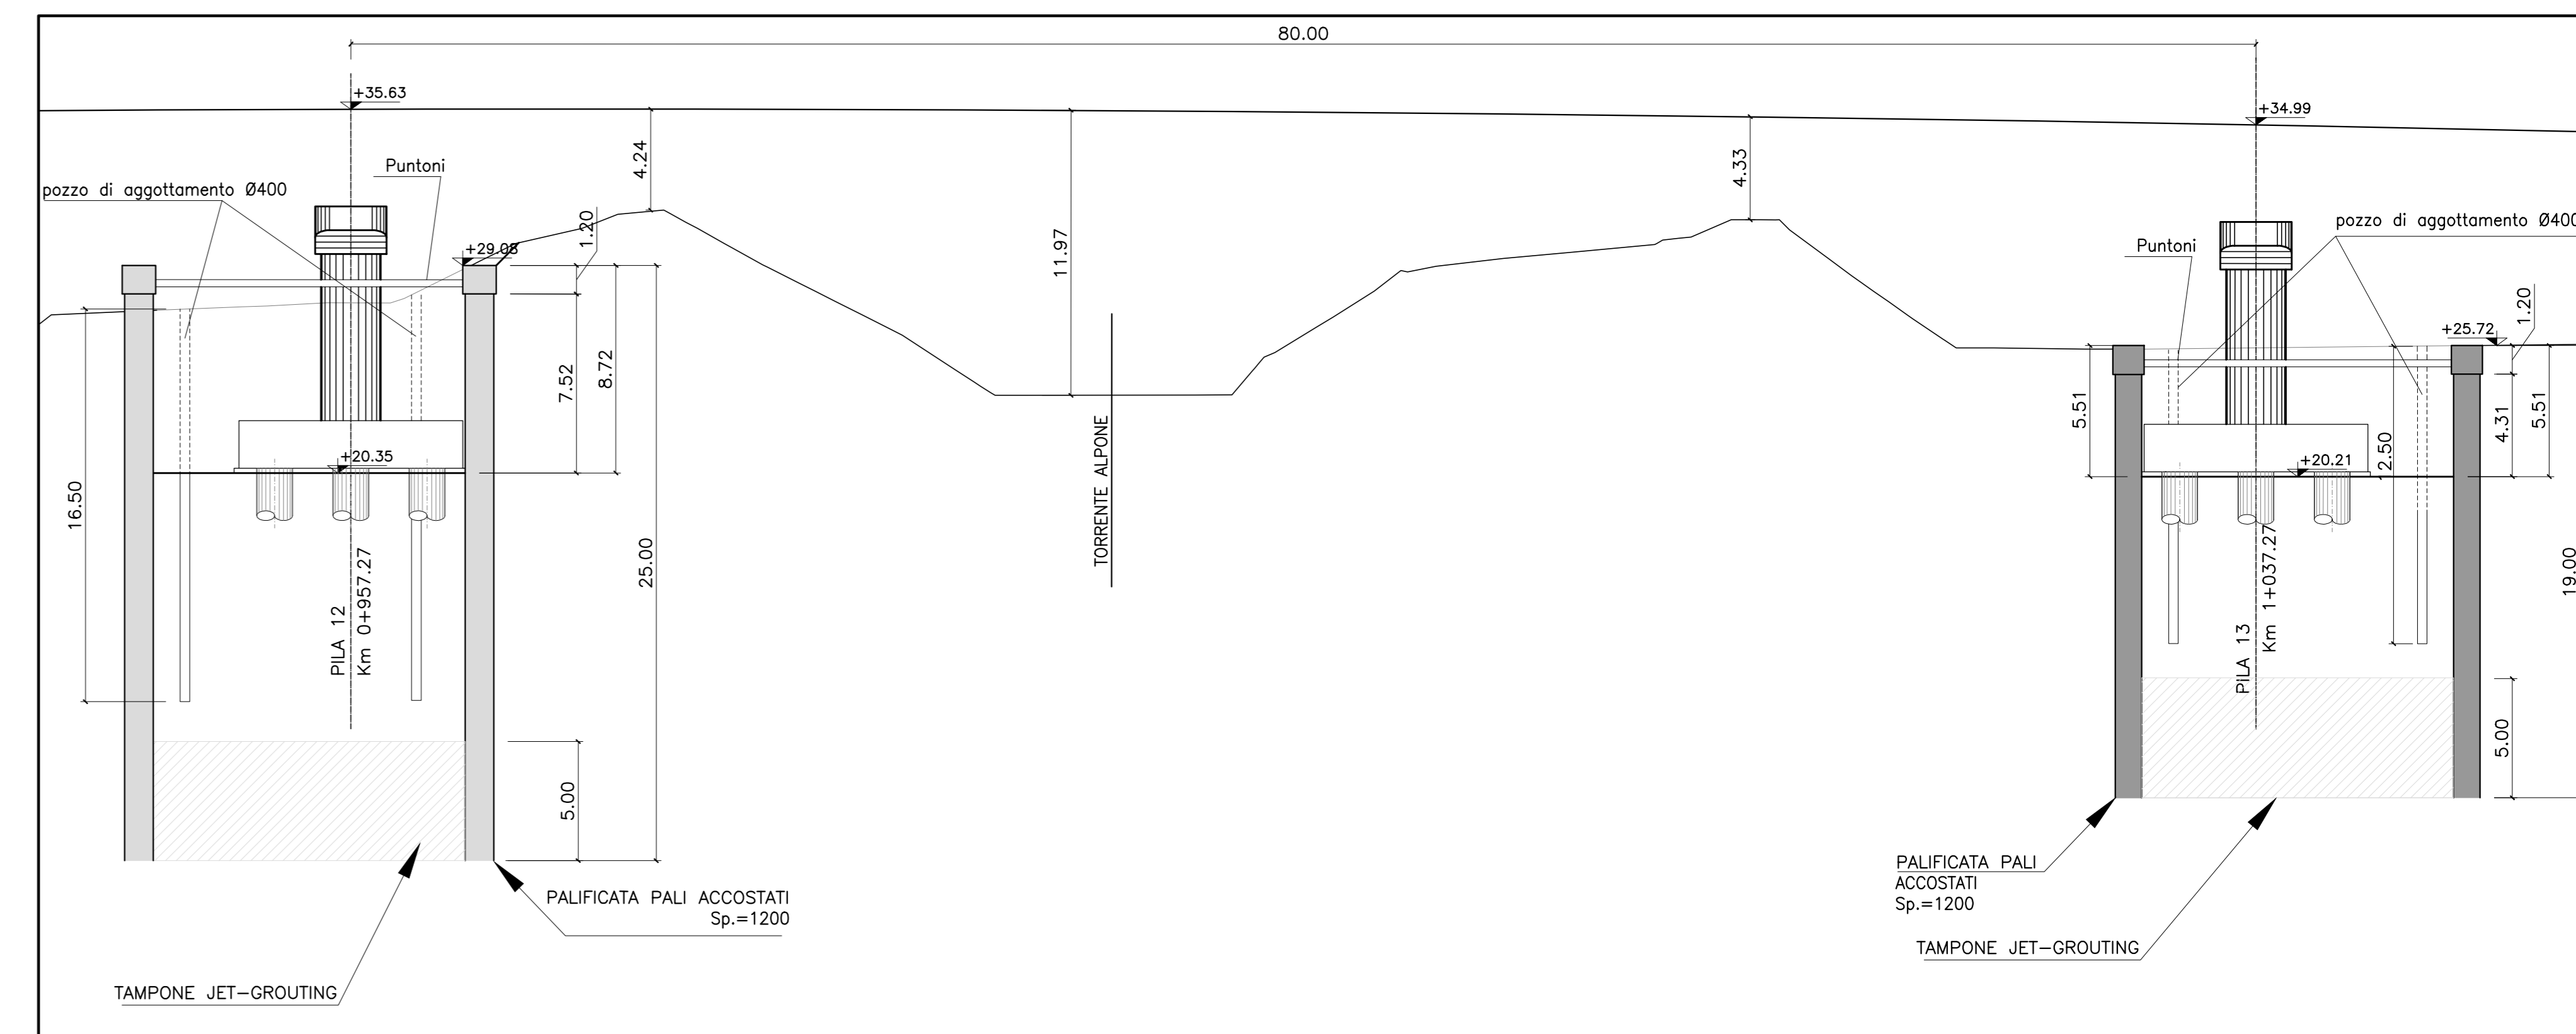 80.00
+35.63
+34.99
4.24
4.33
11.97
Puntoni
pozzo di aggottamento Ø400
1.20
+29.08
7.52
8.72
16.50
+20.35
25.00
PILA 12
Km 0+957.27
5.00
TORRENTE ALPONE
PALIFICATA PALI ACCOSTATI
Sp.=1200
TAMPONE JET-GROUTING
pozzo di aggottamento Ø400
Puntoni
1.20
+25.72
5.51
4.31
5.51
2.50
+20.21
19.00
PILA 13
Km 1+037.27
5.00
PALIFICATA PALI
ACCOSTATI
Sp.=1200
TAMPONE JET-GROUTING